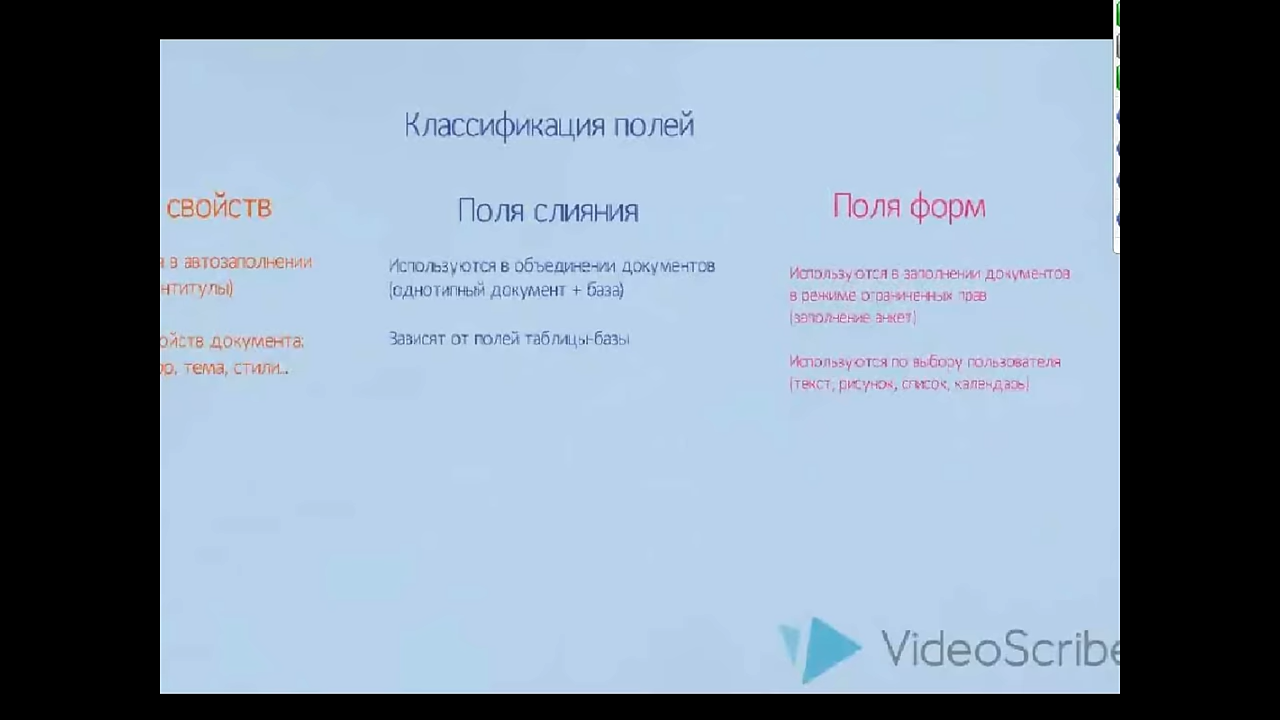 Классификация полей
свойств
в автозаполнении
документа:
тема, стили..
Поля слияния
Используются в объединении документов
(однотипный документ + база)
Зависят от полей таблицы-базы
Поля форм
Используются в заполнении документов
в режиме ограниченных прав
(заполнение анкет)
Используются по выбору пользователя
(текст, рисунок, список, календарь)
VideoScribe